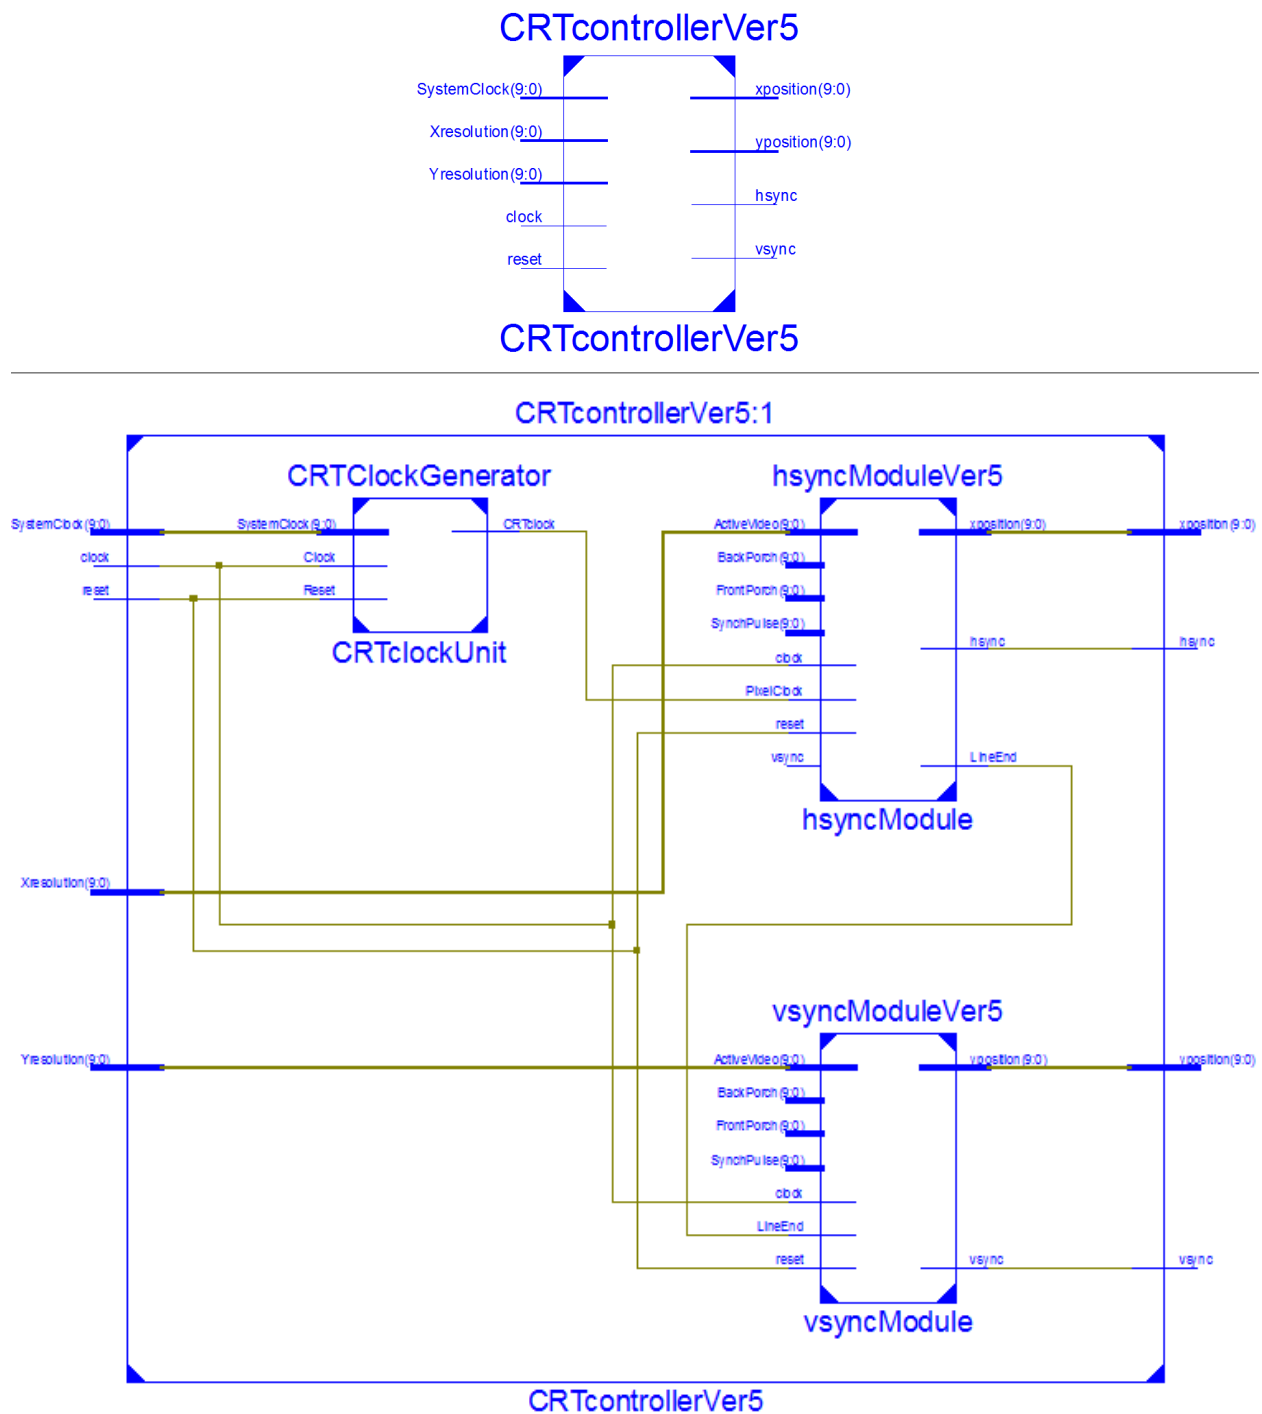 CRTcontrollerVer5
SystemClock(9:0)
xposition(9:0)
Xresolution(9:0)
yposition(9:0)
Yresolution(9:0)
hsync
clock
vsync
reset
CRTcontrollerVer5
CRTcontrollerVer5:1
CRTClockGenerator
hsyncModuleVer5
SystemClock(9:0)
SystemClock(9:0)
CRTclock
ActiveVideo(9:0)
xposition(9:0)
xposition(9:0)
clock
Clock
BackPorch(9:0)
reset
Reset
FrontPorch(9:0)
SynchPulse(9:0)
hsync
hsync
CRTclockUnit
clock
PixelClock
reset
vsync
LineEnd
hsyncModule
Xresolution(9:0)
vsyncModuleVer5
Yresolution(9:0)
ActiveVideo(9:0)
yposition(9:0)
yposition(9:0)
BackPorch(9:0)
FrontPorch(9:0)
SynchPulse(9:0)
clock
LineEnd
reset
vsync
vsync
vsyncModule
CRTcontrollerVer5